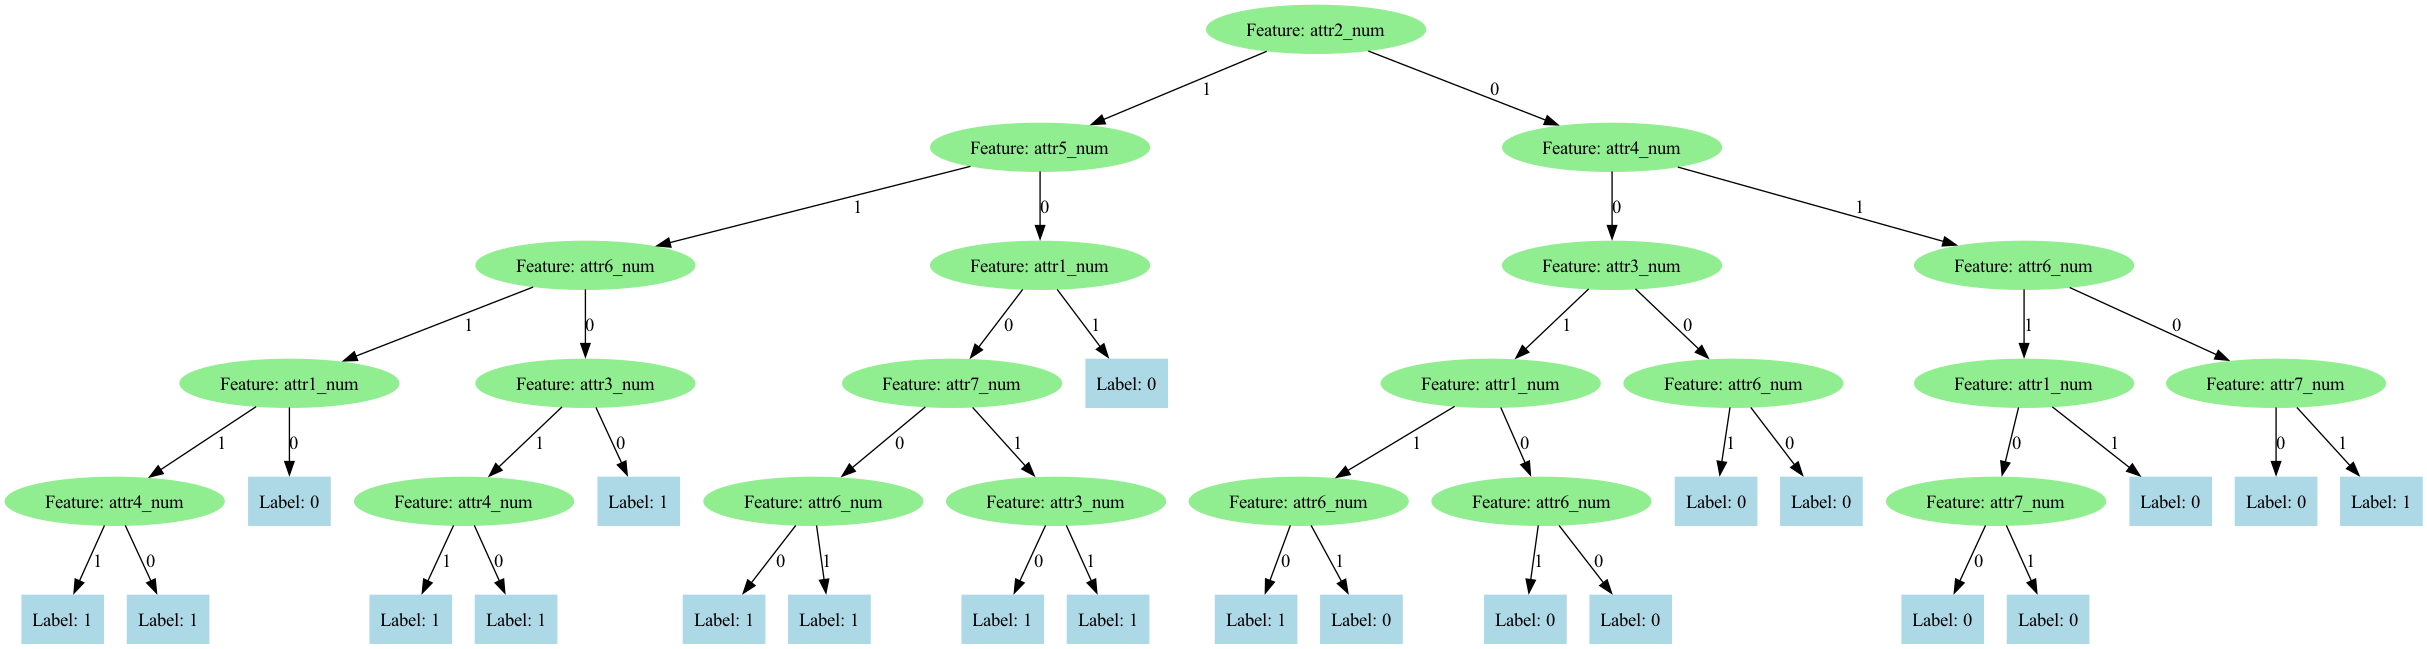 Feature: attr2_num
1
0
Feature: attr5_num
Feature: attr4_num
1
0
0
1
Feature: attr6_num
Feature: attr1_num
Feature: attr3_num
Feature: attr6_num
1
0
0
1
1
0
1
0
Feature: attr1_num
Feature: attr3_num
Feature: attr7_num
Label: 0
Feature: attr1_num
Feature: attr6_num
Feature: attr1_num
Feature: attr7_num
1
0
1
0
0
1
1
0
1
0
0
1
0
1
Feature: attr4_num
Label: 0
Feature: attr4_num
Label: 1
Feature: attr6_num
Feature: attr3_num
Feature: attr6_num
Feature: attr6_num
Label: 0
Label: 0
Feature: attr7_num
Label: 0
Label: 0
Label: 1
1
0
1
0
0
1
0
1
0
1
1
0
0
1
Label: 1
Label: 1
Label: 1
Label: 1
Label: 1
Label: 1
Label: 1
Label: 1
Label: 1
Label: 0
Label: 0
Label: 0
Label: 0
Label: 0